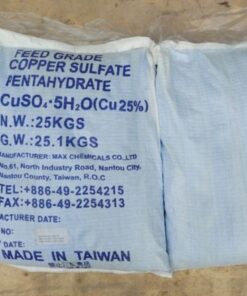 FEED GRADE
COPPER SULFATE
PENTAHYDRATE
CuSO4·5H2O(Cu 25%)
N.W.:25KGS
G.W.:25.1KGS
MANUFACTURER: MAX CHEMICALS CO.,LTD
No.61, North Industry Road, Nantou City,
Nantou County, Taiwan, R.O.C
TEL:+886-49-2254215
FAX:+886-49-2254313
UFACTURER DATE:
NO:
Y DATE:
MADE IN TAIWAN